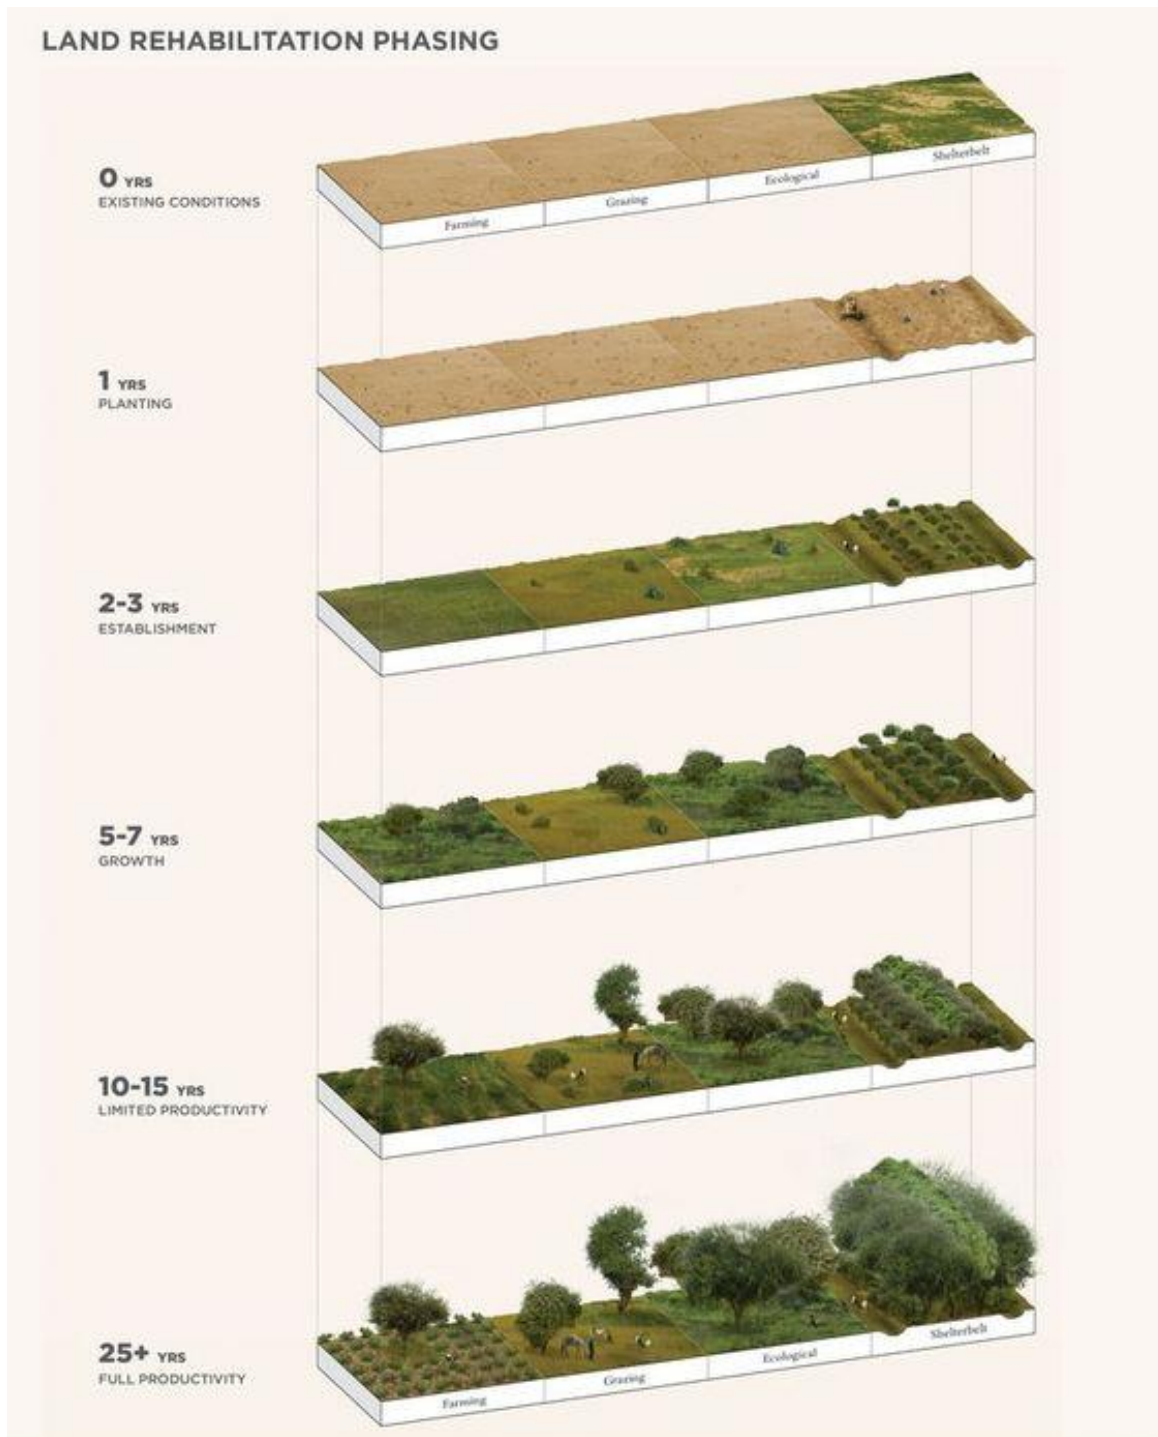 LAND REHABILITATION PHASING
0 YRS
EXISTING CONDITIONS
Farming
Grazing
Ecological
Shelterbelt
1 YRS
PLANTING
2-3 YRS
ESTABLISHMENT
5-7 YRS
GROWTH
10-15 YRS
LIMITED PRODUCTIVITY
25+ YRS
FULL PRODUCTIVITY
Farming
Grazing
Ecological
Shelterbelt